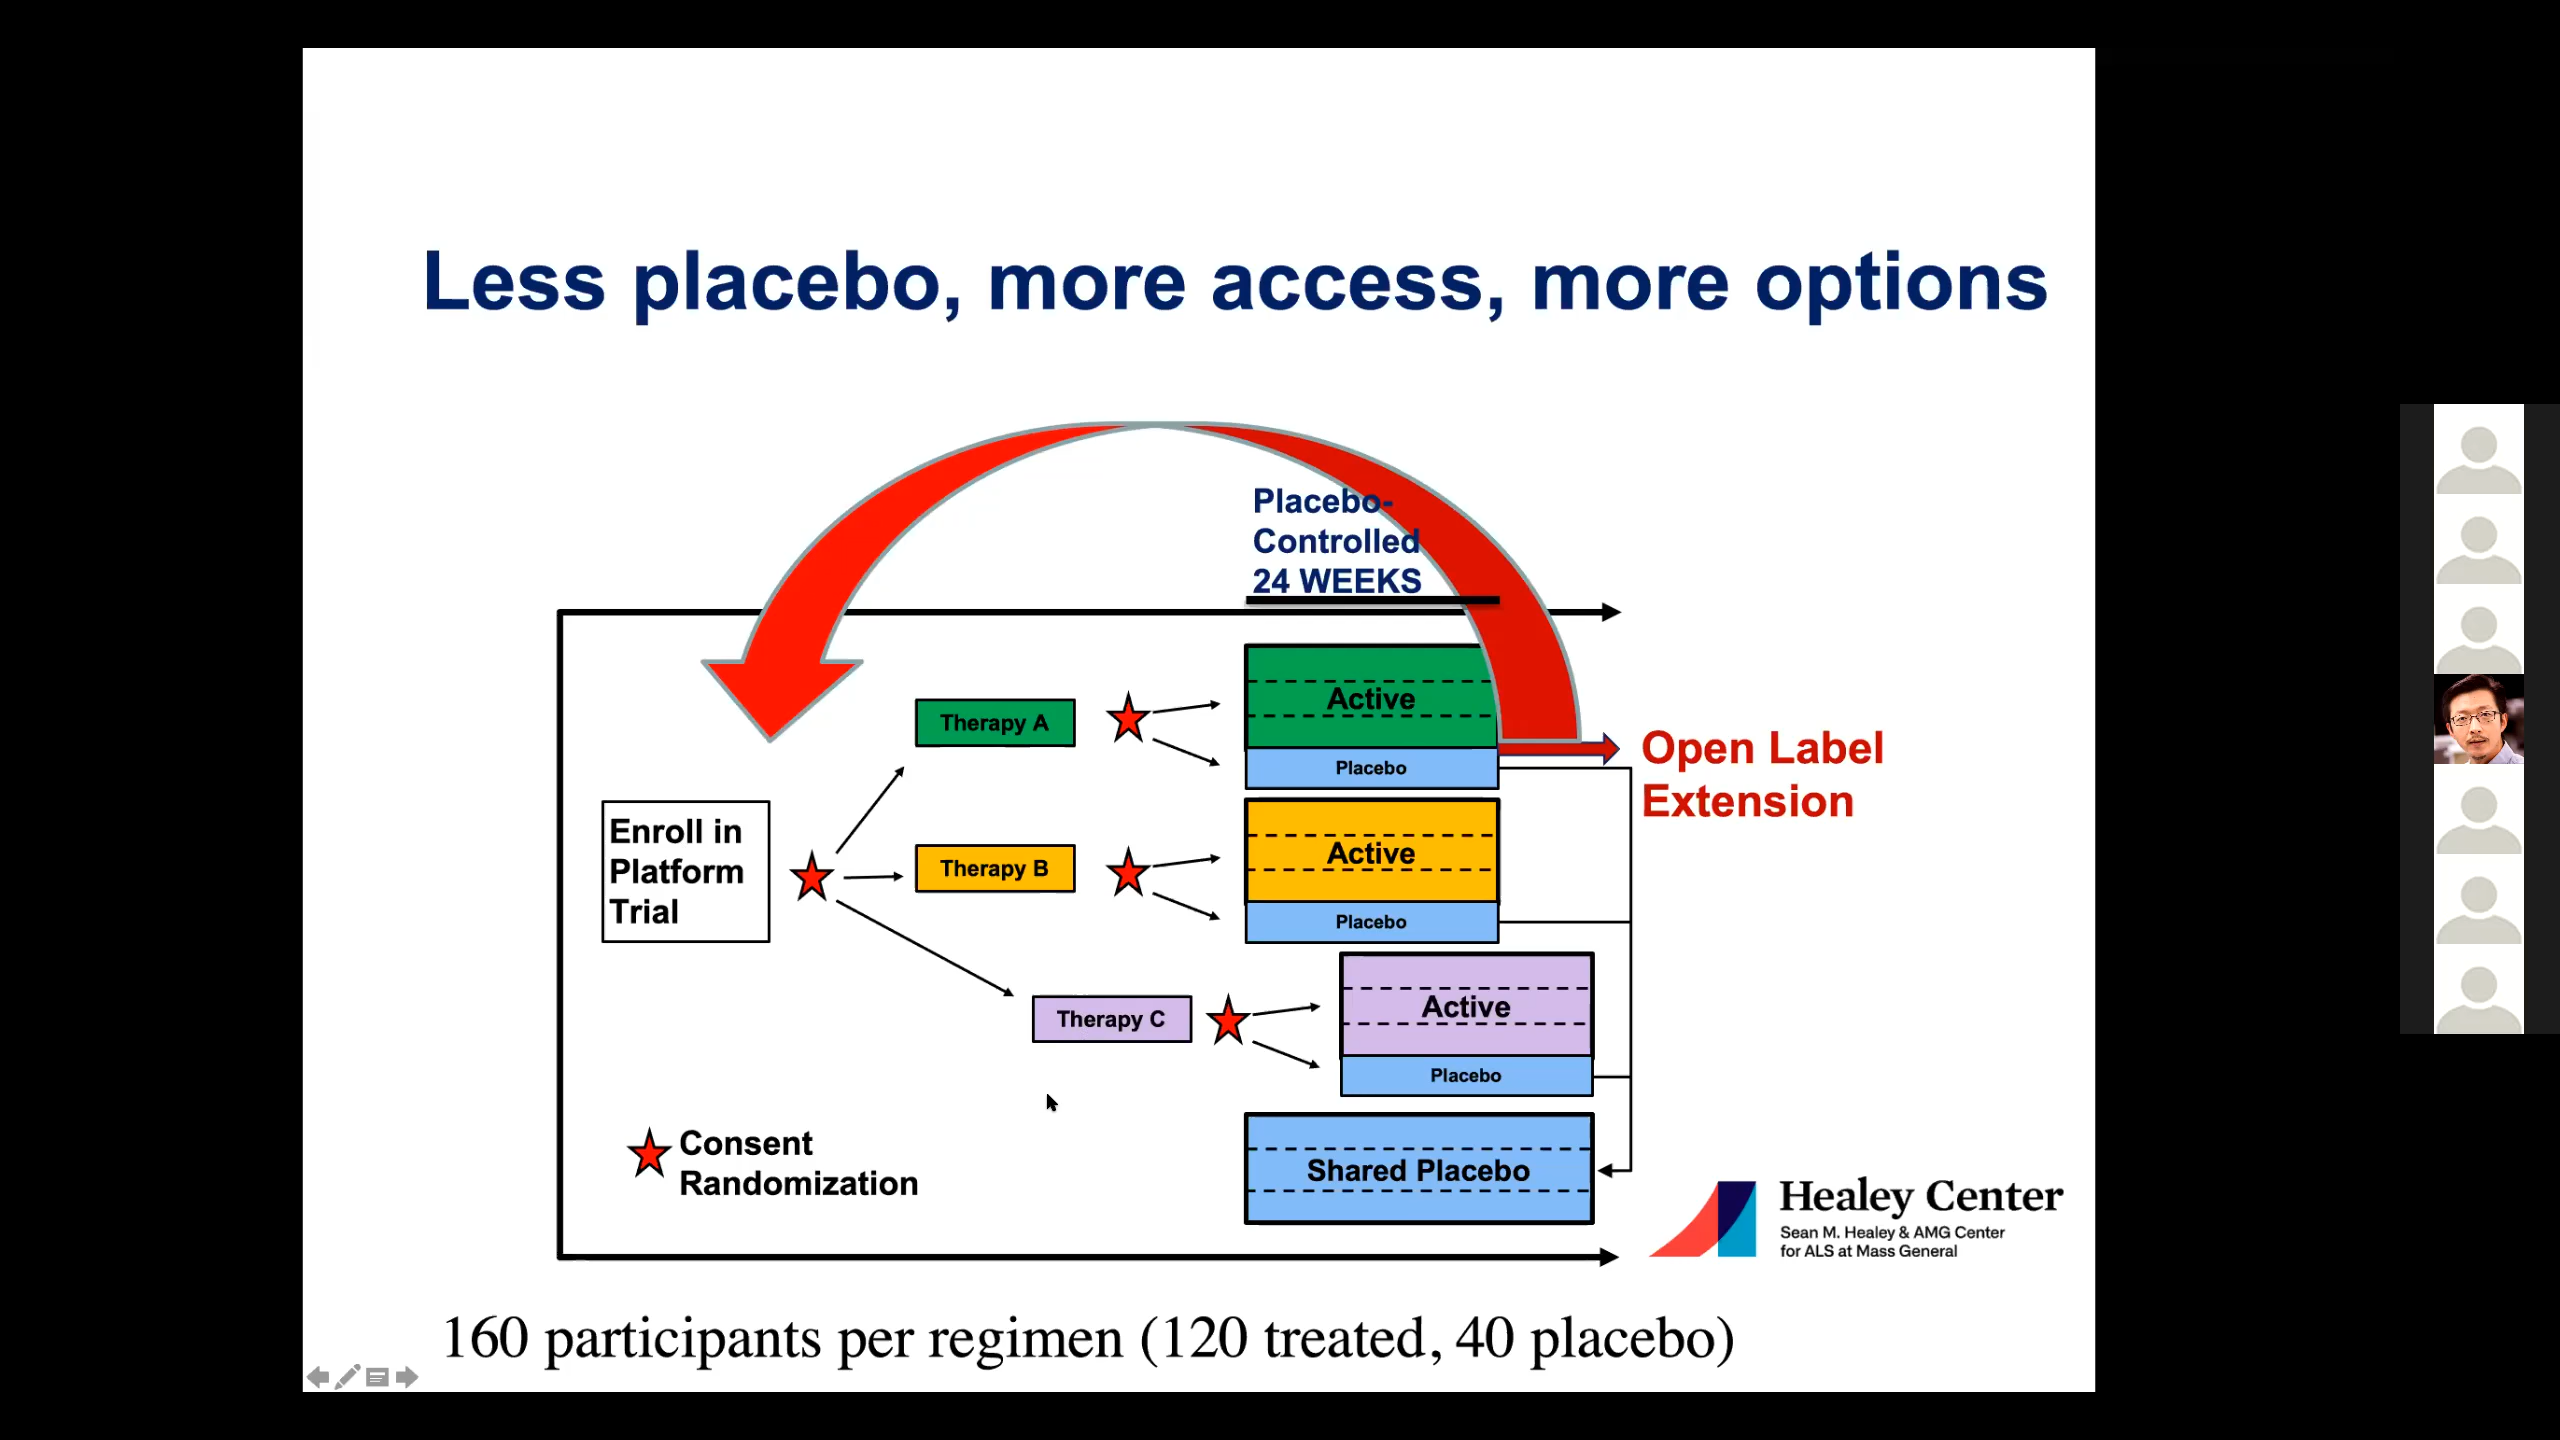 Less placebo, more access, more options
Placebo-
Controlled
24 WEEKS
Therapy A
Active
Placebo
Open Label
Extension
Enroll in
Platform
Trial
Therapy B
Active
Placebo
Therapy C
Active
Placebo
Consent
Randomization
Shared Placebo
Healey Center
Sean M. Healey & AMG Center
for ALS at Mass General
160 participants per regimen (120 treated, 40 placebo)